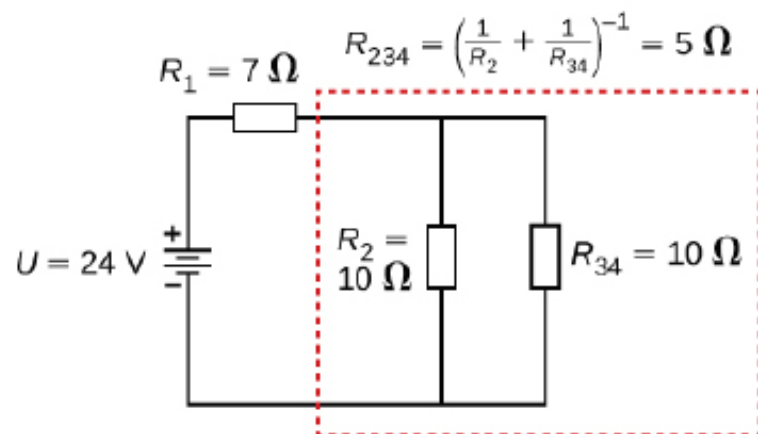 R₂₃₄ = (1/R₂ + 1/R₃₄)⁻¹ = 5 Ω
R₁ = 7 Ω
+
U = 24 V
−
R₂ =
10 Ω
R₃₄ = 10 Ω